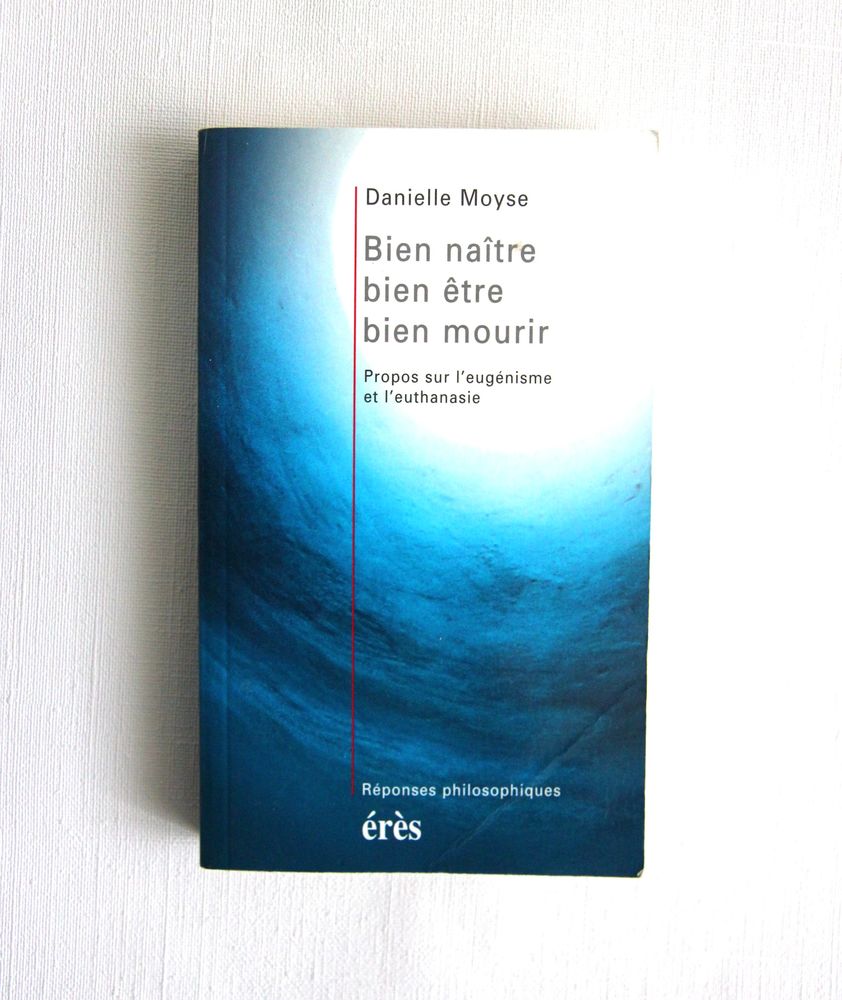 Danielle Moyse
Bien naître
bien être
bien mourir
Propos sur l'eugénisme
et l'euthanasie
Réponses philosophiques
érès